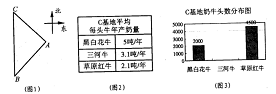 C
北
东
A
B
(图1)
C基地平均
每头牛年产奶量
黑白花牛 5吨/年
三河牛 3.1吨/年
草原红牛 2.1吨/年
(图2)
C基地奶牛头数分布图
5000
4000
3000
2000
1000
0
2000
4500
黑白花牛 三河牛 草原红牛
(图3)